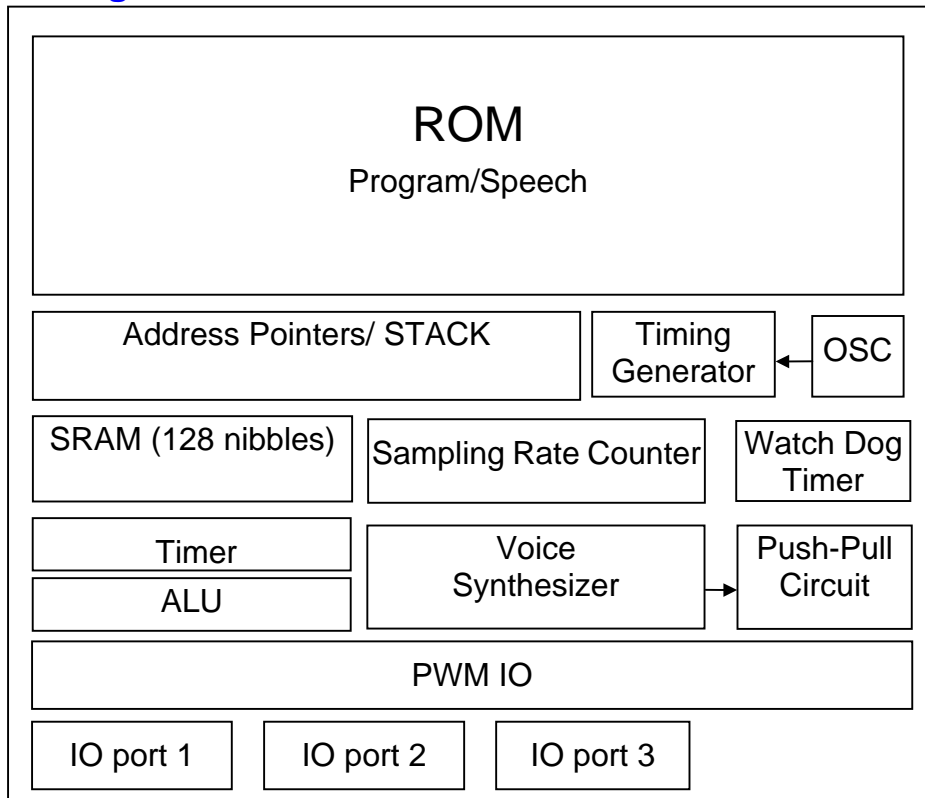 ROM
Program/Speech
Address Pointers/ STACK
Timing
Generator
OSC
SRAM (128 nibbles)
Sampling Rate Counter
Watch Dog
Timer
Timer
ALU
Voice
Synthesizer
Push-Pull
Circuit
PWM IO
IO port 1
IO port 2
IO port 3